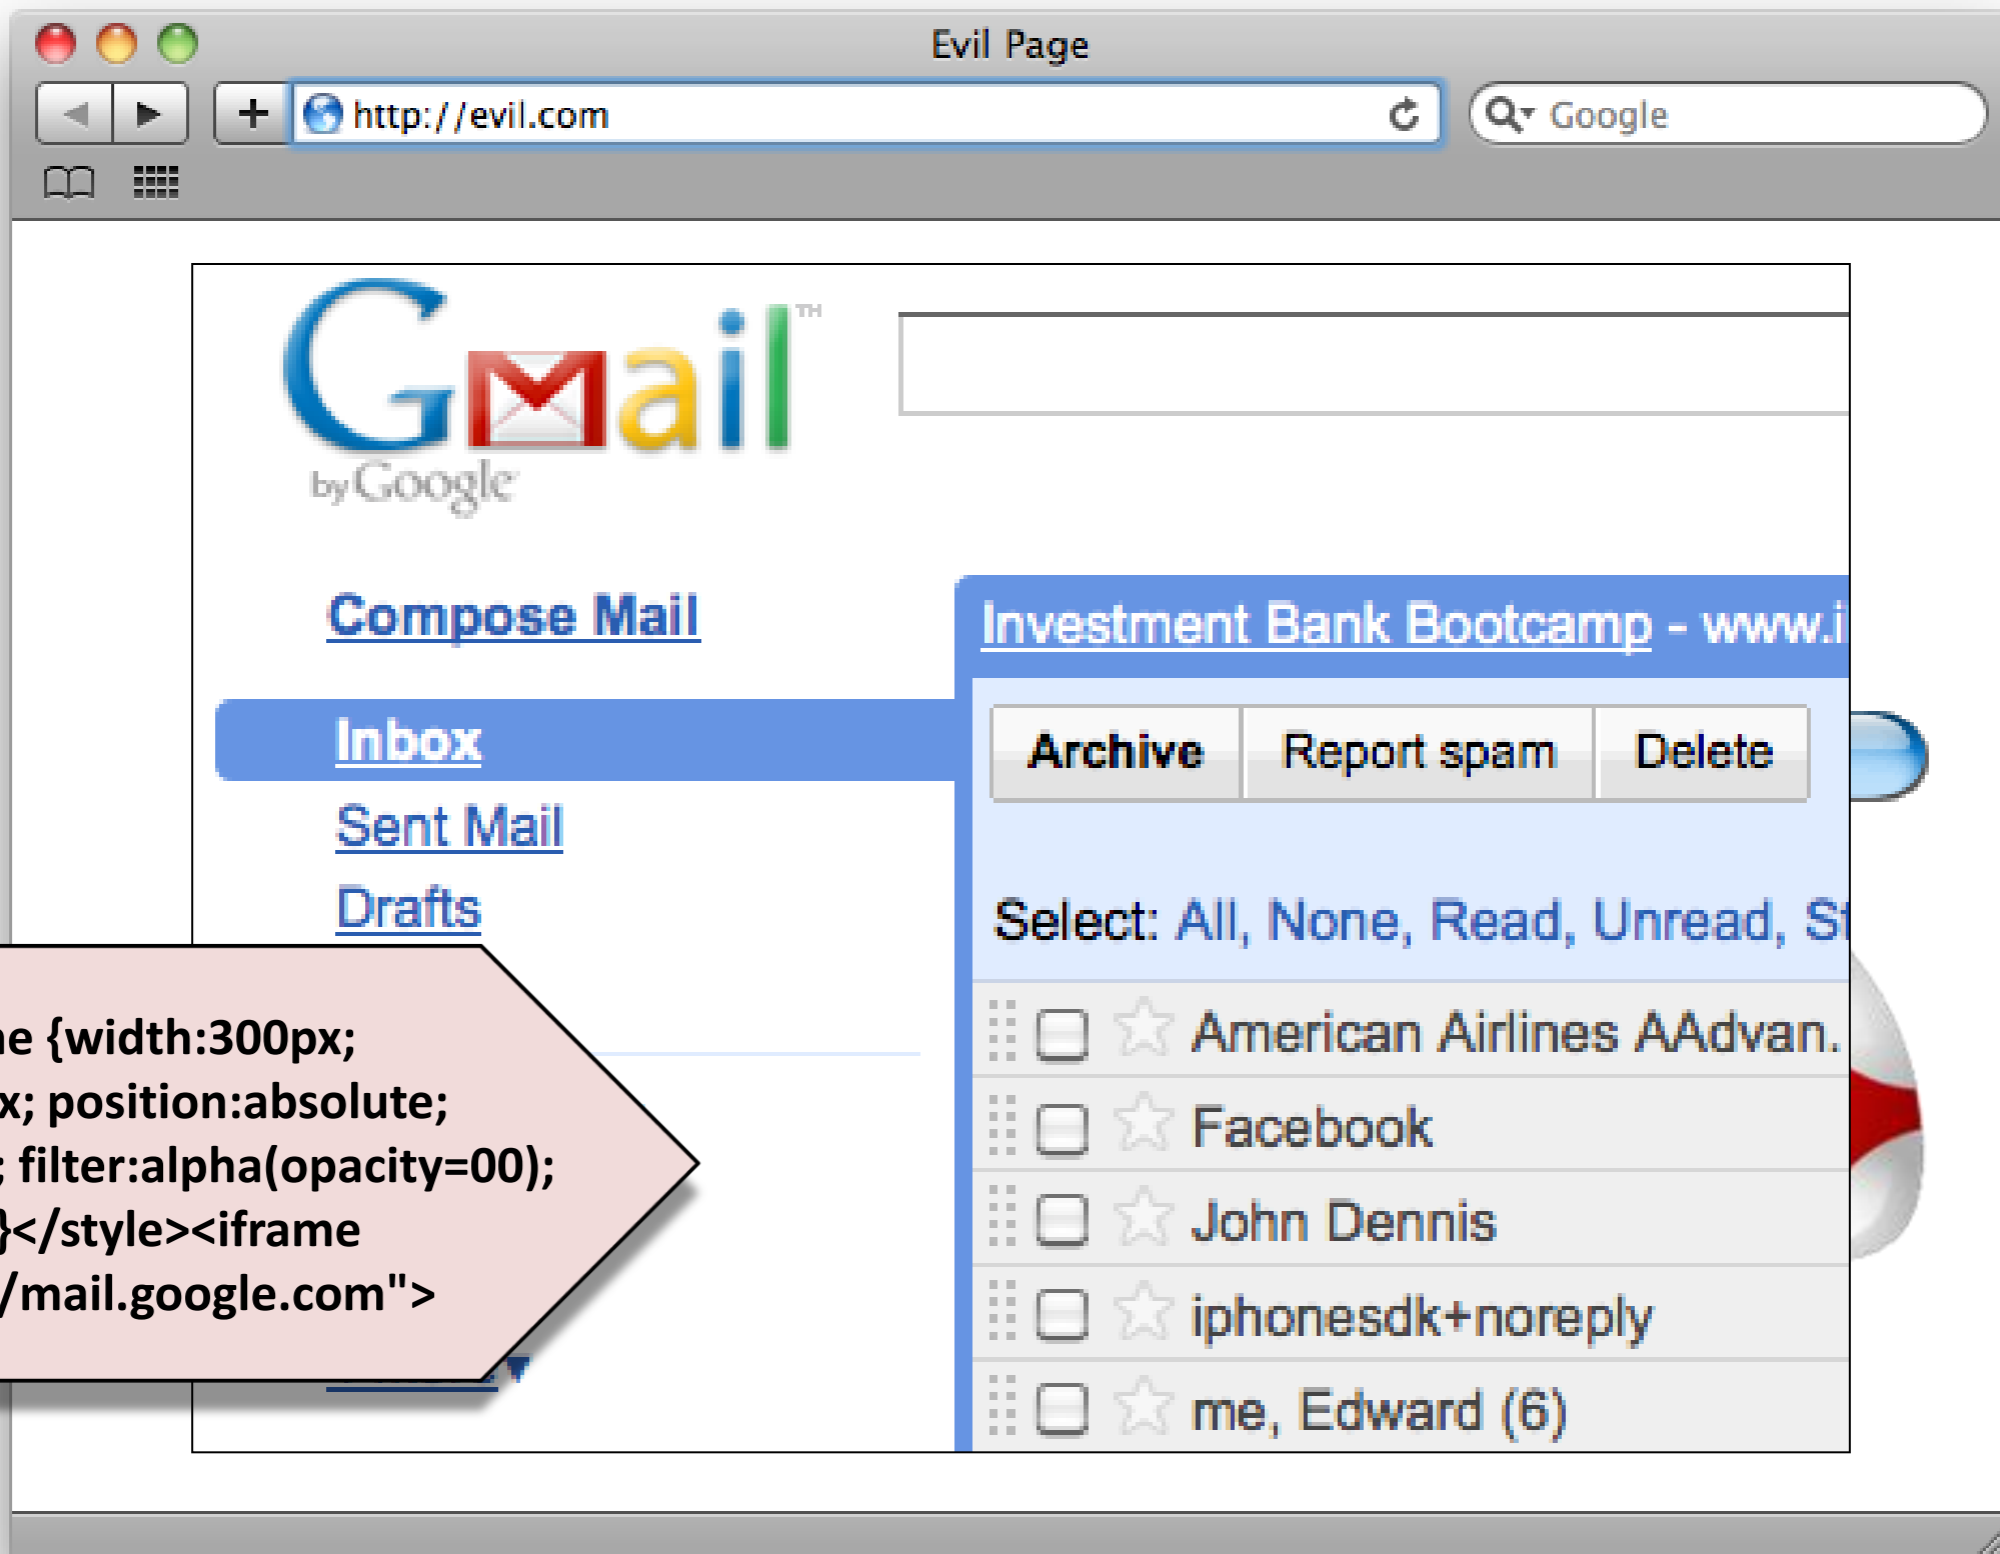 Evil Page
http://evil.com
Google
Gmail™
by Google
Compose Mail
Investment Bank Bootcamp - www.i
Inbox
Archive Report spam Delete
Sent Mail
Drafts
Select: All, None, Read, Unread, St
American Airlines AAdvan.
Facebook
John Dennis
iphonesdk+noreply
me, Edward (6)
ne {width:300px;
x; position:absolute;
; filter:alpha(opacity=00);
}</style><iframe
/mail.google.com">